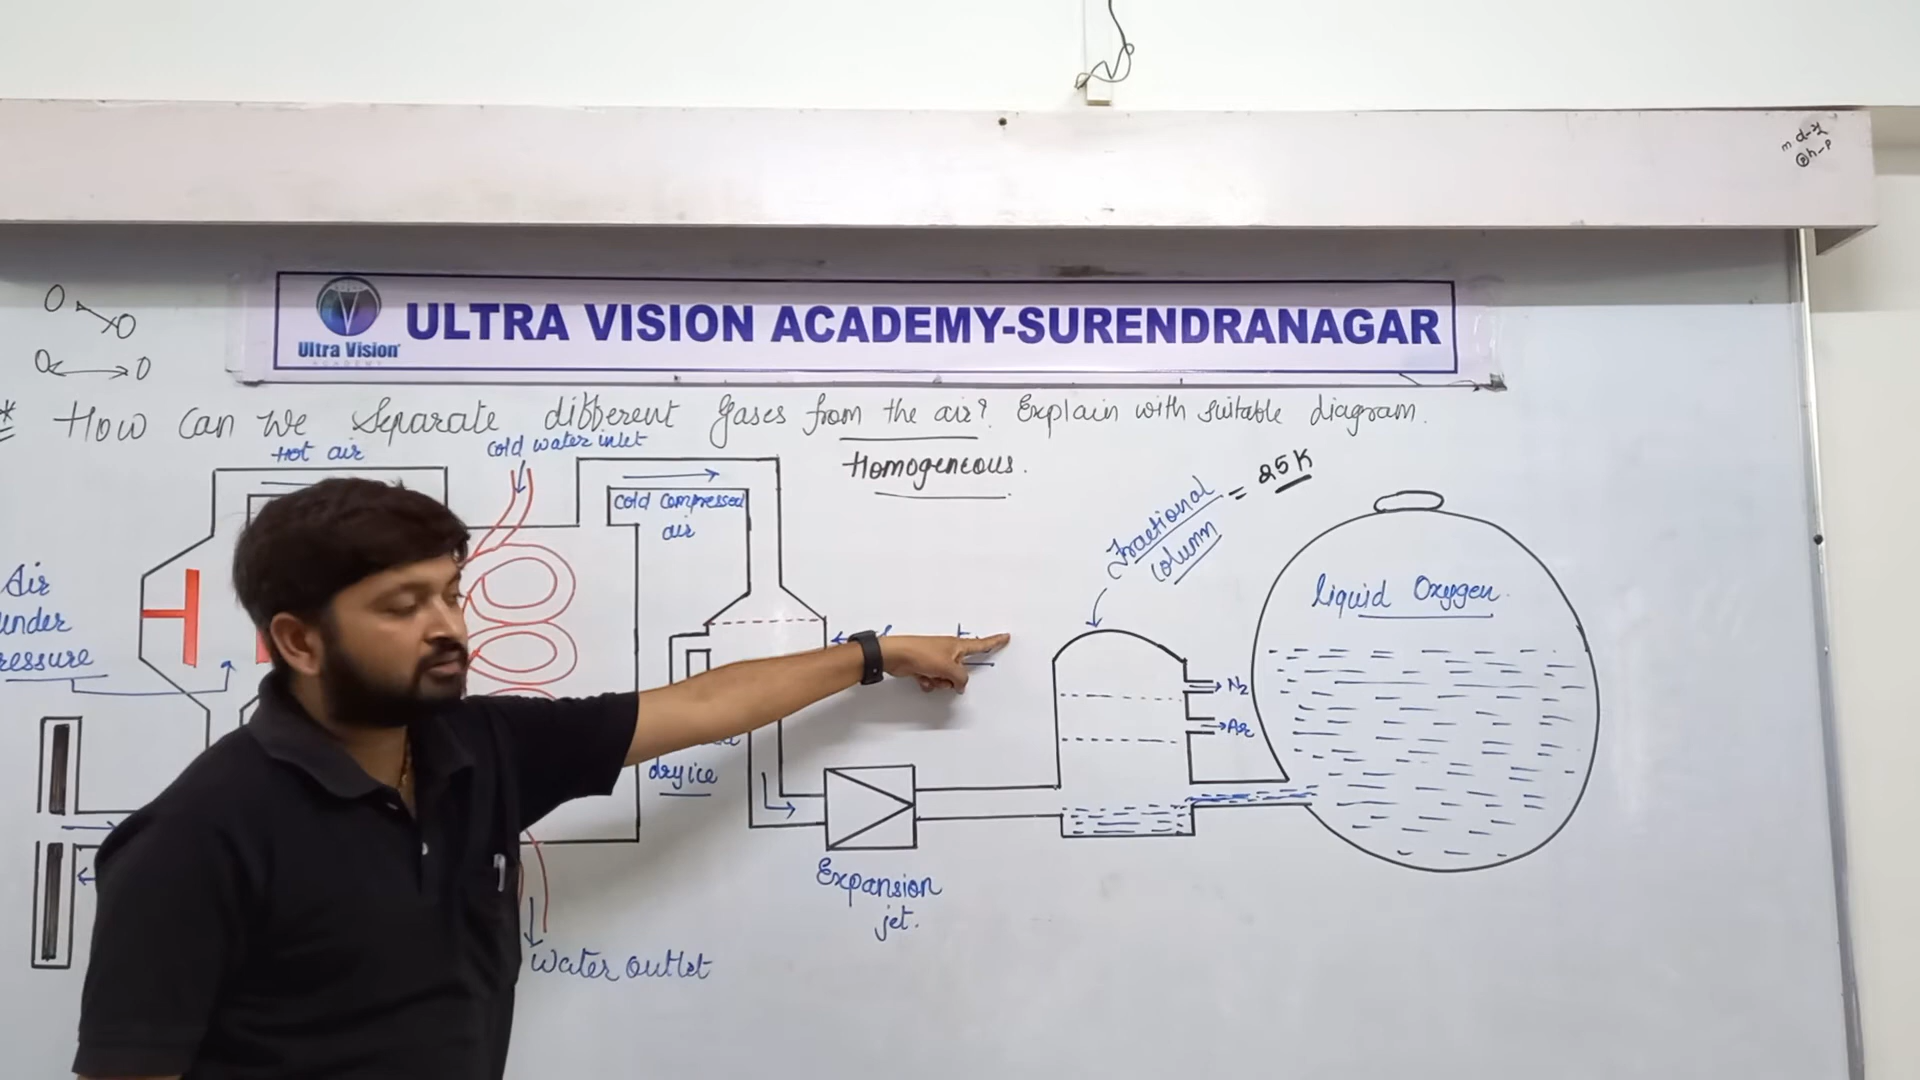 m d-z
@h-p
ULTRA VISION ACADEMY-SURENDRANAGAR
Ultra Vision
ACADEMY
O O
O O
* How can we separate different gases from the air? Explain with suitable diagram.
Homogeneous.
Hot air
cold water inlet
cold compressed
air
Air
under
pressure
dry ice
Expansion
jet.
Water outlet
Fractional
column
= 25 K
N2
Ar
liquid Oxygen.